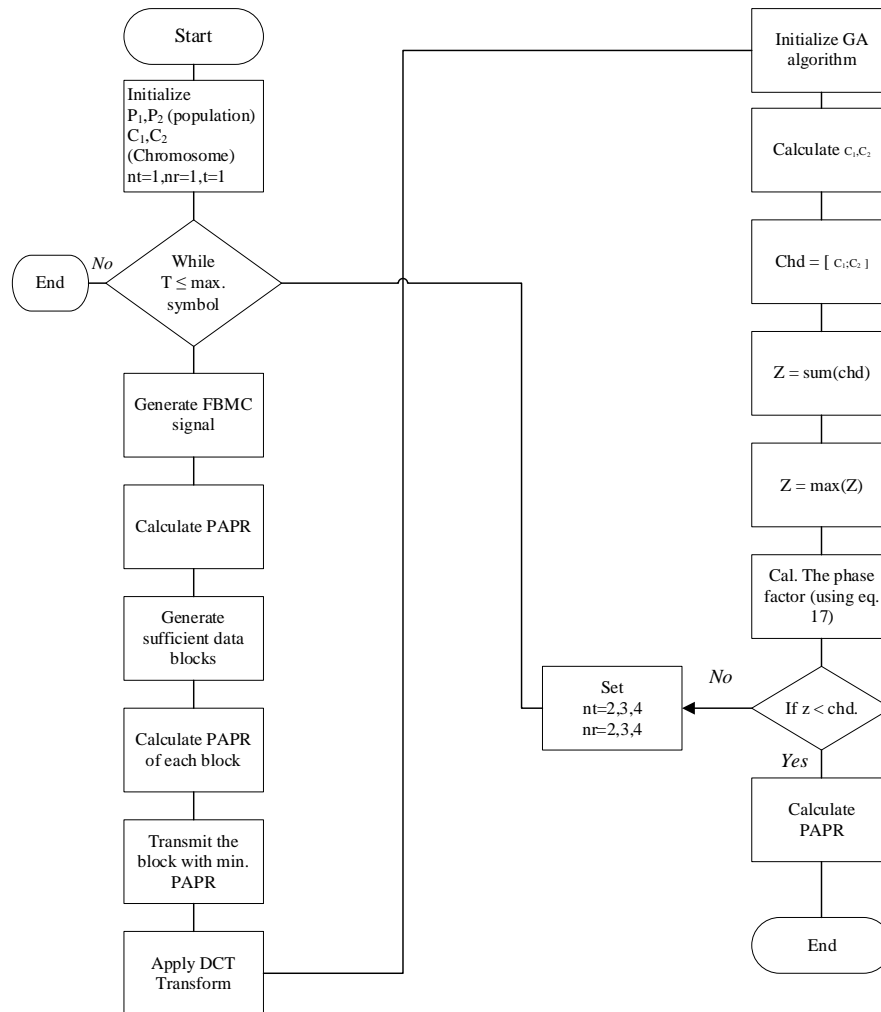 Start
Initialize
P₁,P₂ (population)
C₁,C₂
(Chromosome)
nt=1,nr=1,t=1
While
T ≤ max.
symbol
No
End
Generate FBMC
signal
Calculate PAPR
Generate
sufficient data
blocks
Calculate PAPR
of each block
Transmit the
block with min.
PAPR
Apply DCT
Transform
Initialize GA
algorithm
Calculate C₁,C₂
Chd = [ C₁;C₂ ]
Z = sum(chd)
Z = max(Z)
Cal. The phase
factor (using eq.
17)
If z < chd.
No
Set
nt=2,3,4
nr=2,3,4
Yes
Calculate
PAPR
End